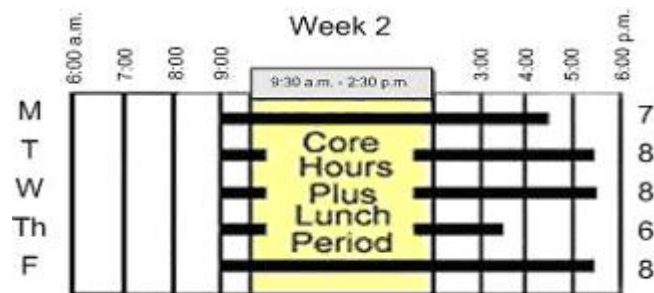 Week 2
6:00 a.m.
7:00
8:00
9:00
9:30 a.m. - 2:30 p.m.
3:00
4:00
5:00
6:00 p.m.
M 7
T 8
W 8
Th 6
F 8
Core
Hours
Plus
Lunch
Period